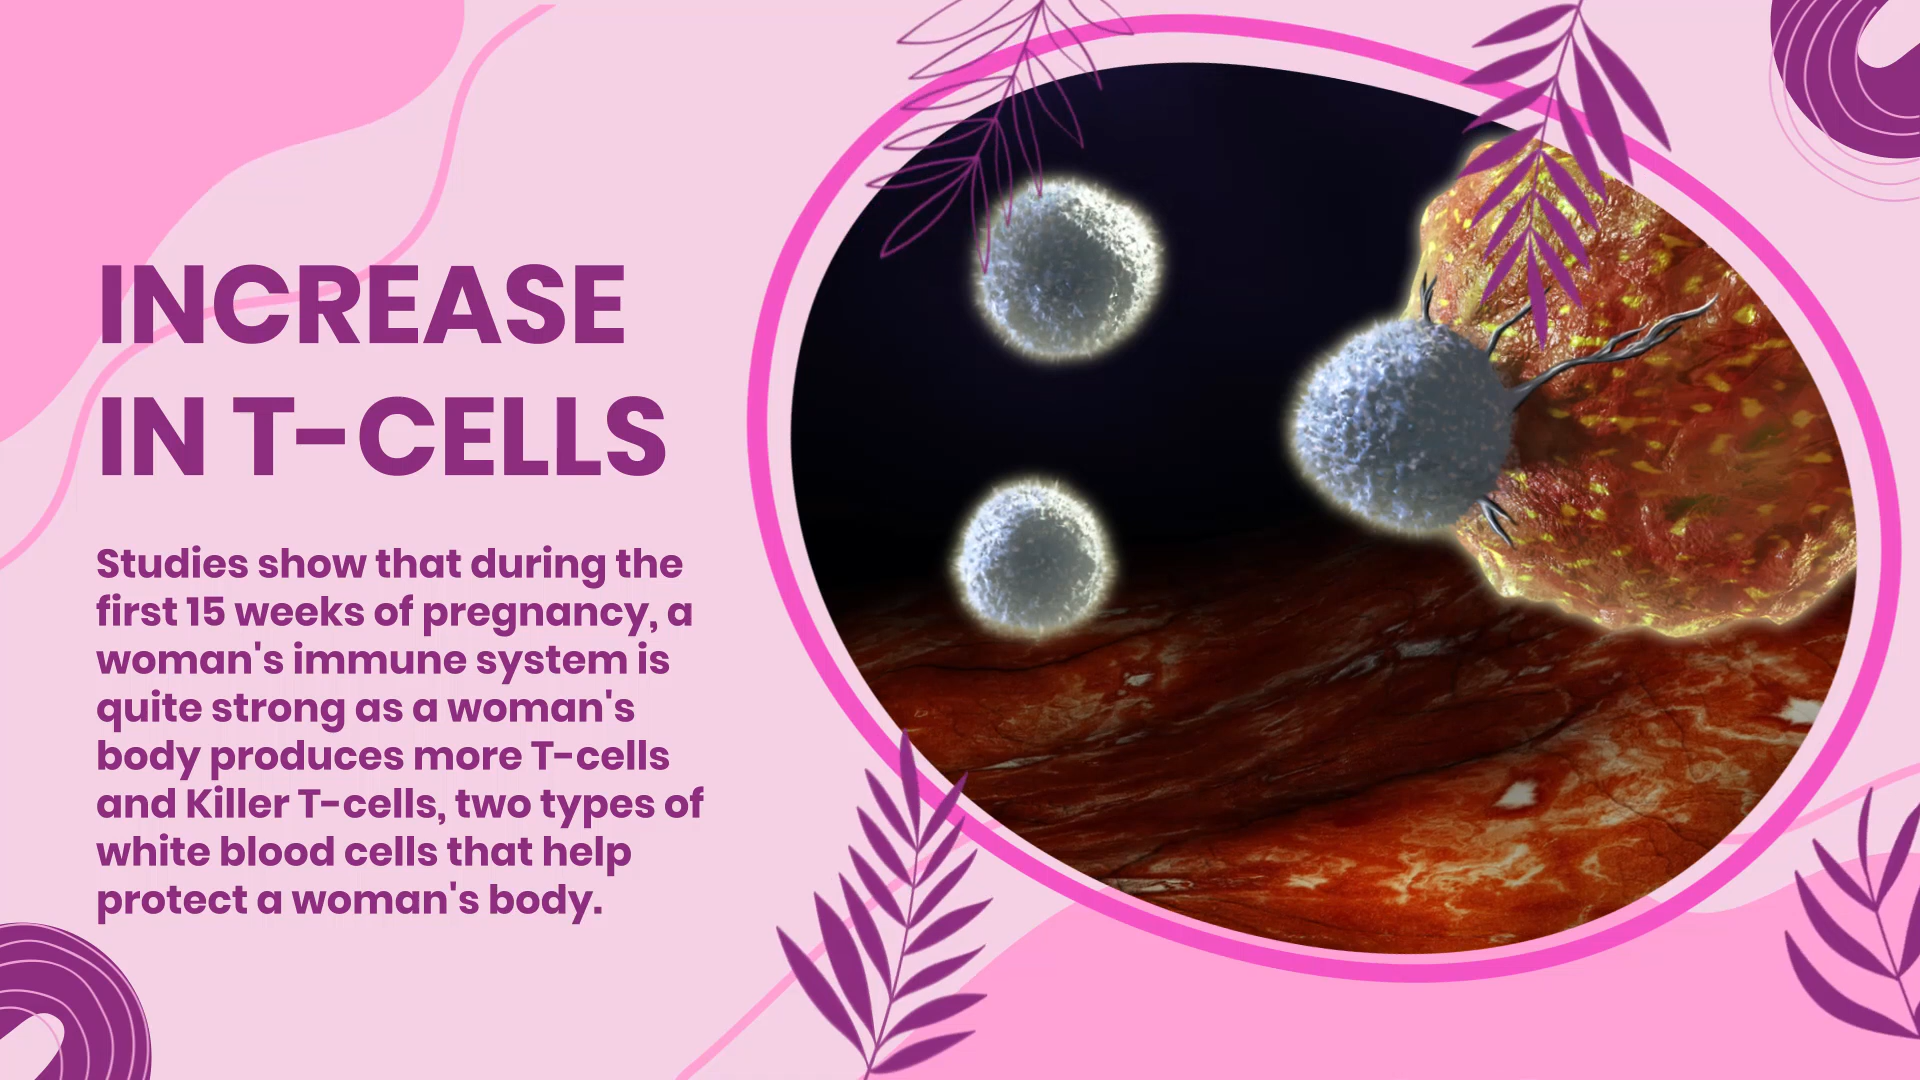 INCREASE
IN T-CELLS
Studies show that during the
first 15 weeks of pregnancy, a
woman's immune system is
quite strong as a woman's
body produces more T-cells
and Killer T-cells, two types of
white blood cells that help
protect a woman's body.